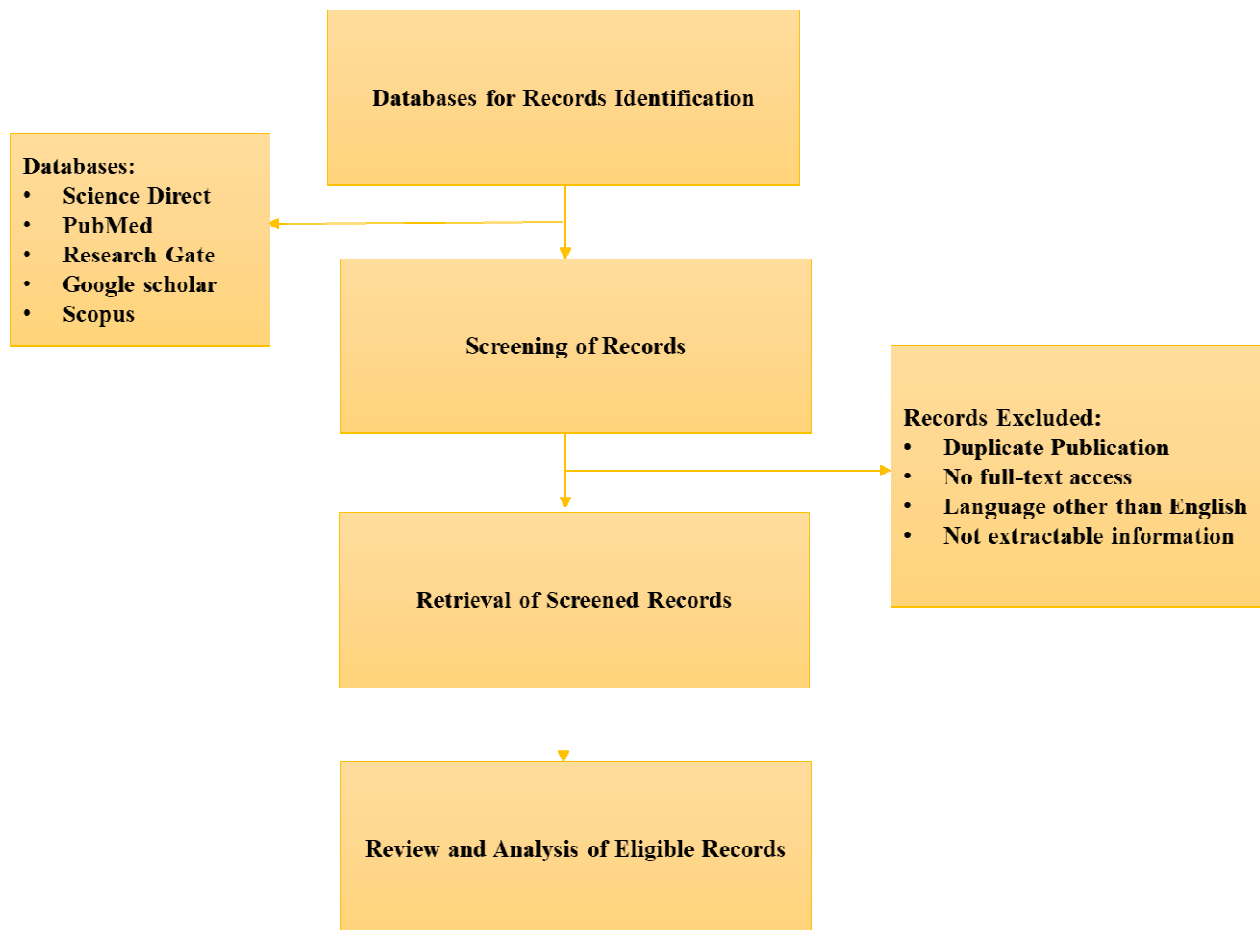 Databases for Records Identification
Databases:
• Science Direct
• PubMed
• Research Gate
• Google scholar
• Scopus
Screening of Records
Records Excluded:
• Duplicate Publication
• No full-text access
• Language other than English
• Not extractable information
Retrieval of Screened Records
Review and Analysis of Eligible Records